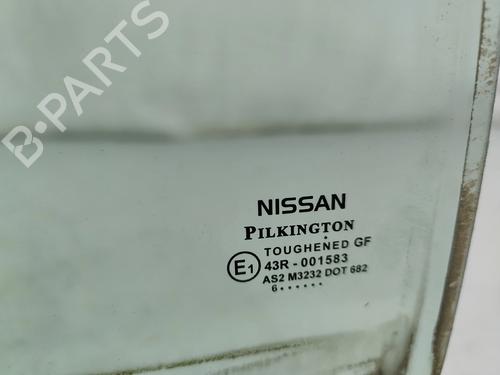 B-PARTS
NISSAN
PILKINGTON
TOUGHENED GF
E1 43R - 001583
AS2 M3232 DOT 682
6••••••